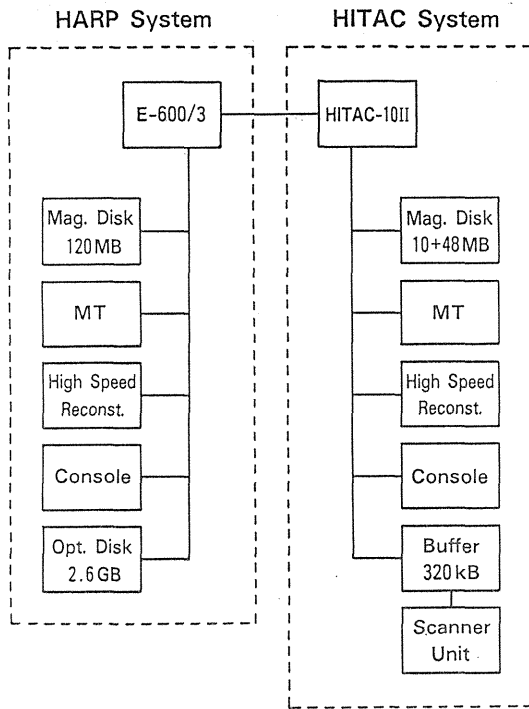 HARP System
E-600/3
Mag. Disk
120MB
MT
High Speed
Reconst.
Console
Opt. Disk
2.6GB
HITAC System
HITAC-10II
Mag. Disk
10+48MB
MT
High Speed
Reconst.
Console
Buffer
320kB
Scanner
Unit